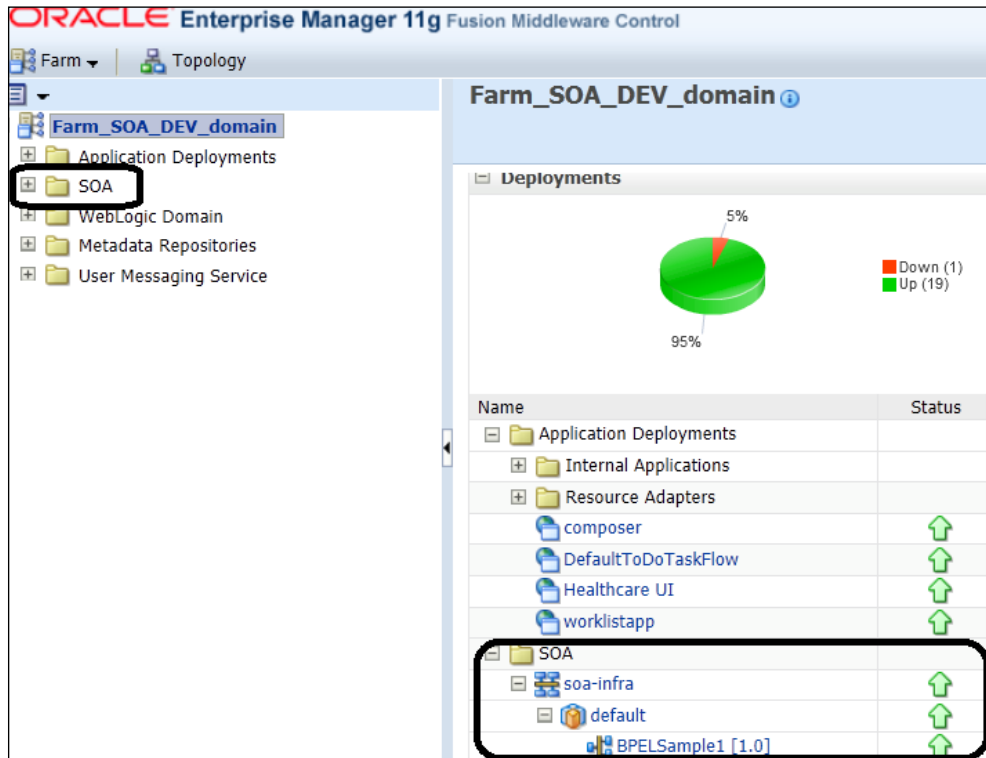 ORACLE Enterprise Manager 11g Fusion Middleware Control
Farm Topology
Farm_SOA_DEV_domain
Application Deployments
SOA
WebLogic Domain
Metadata Repositories
User Messaging Service
Farm_SOA_DEV_domain
Deployments
5%
Down (1)
Up (19)
95%
Name Status
Application Deployments
Internal Applications
Resource Adapters
composer
DefaultToDoTaskFlow
Healthcare UI
worklistapp
SOA
soa-infra
default
BPELSample1 [1.0]